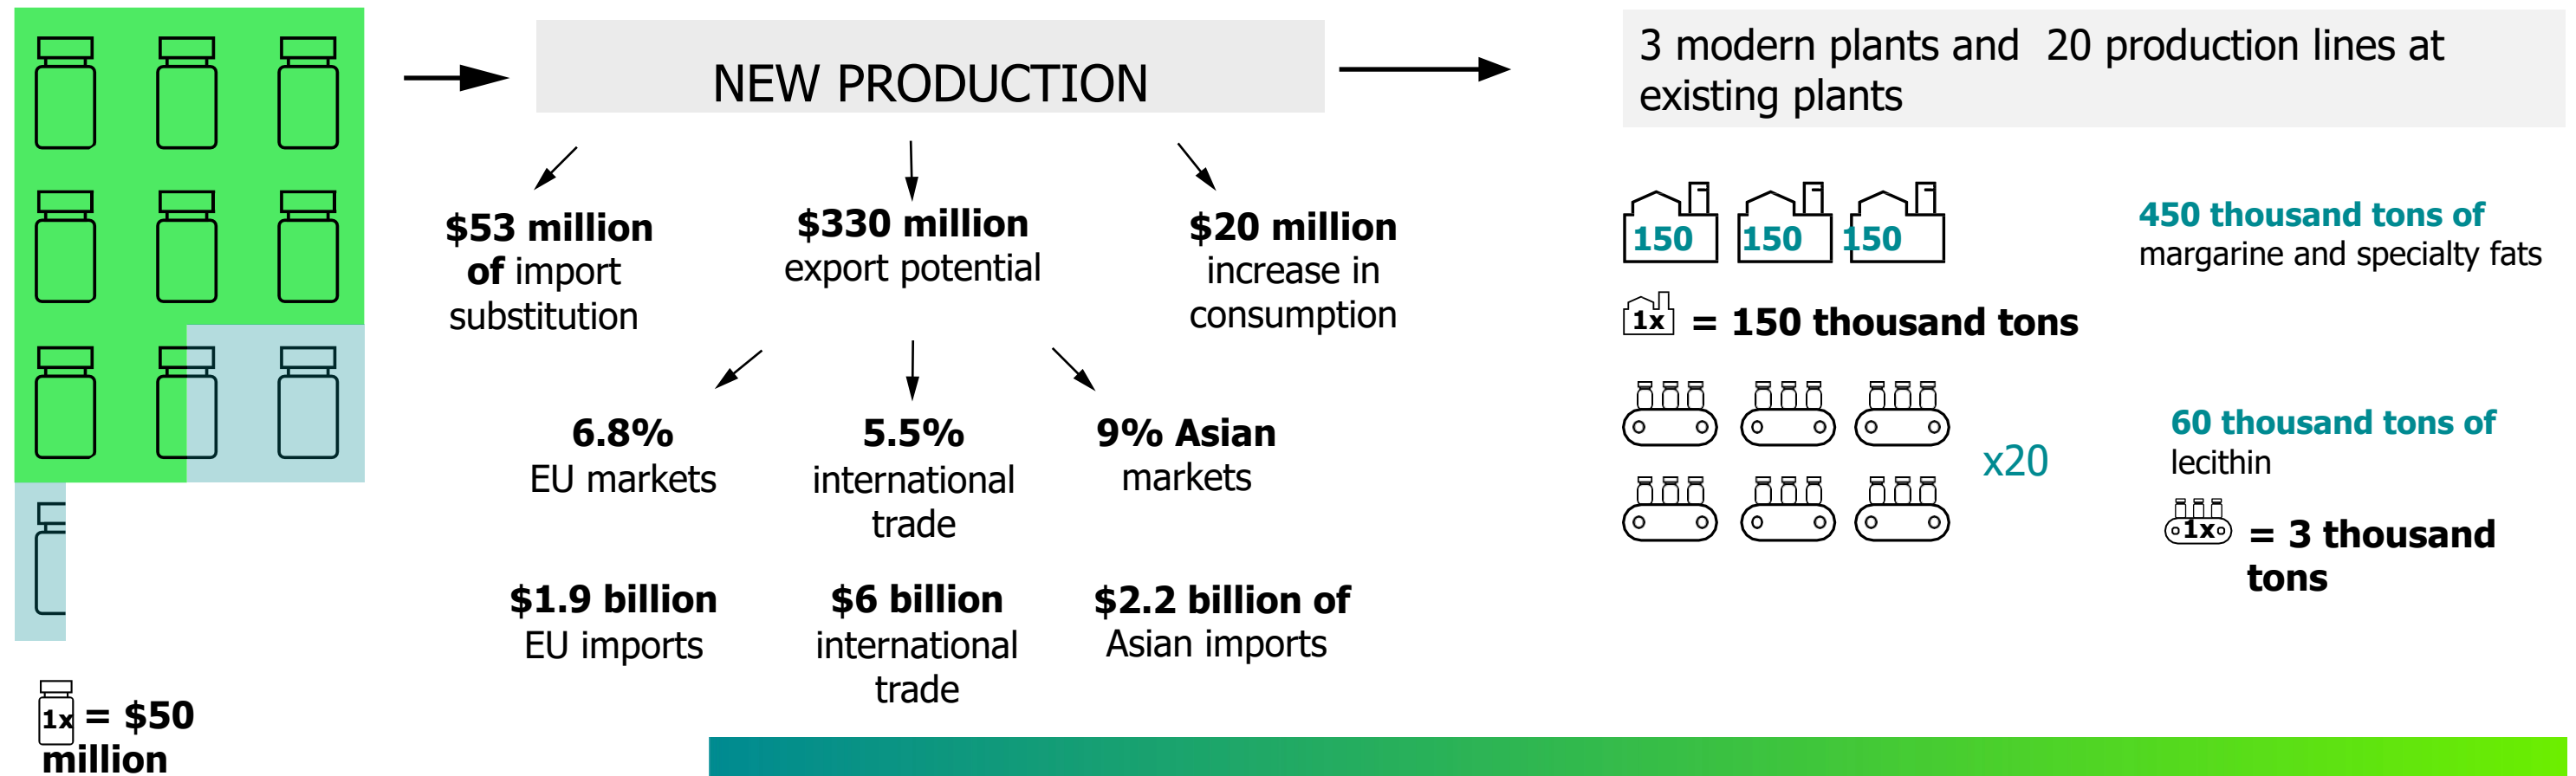 NEW PRODUCTION
3 modern plants and 20 production lines at
existing plants
$53 million
of import
substitution
$330 million
export potential
$20 million
increase in
consumption
6.8%
EU markets
5.5%
international
trade
9% Asian
markets
$1.9 billion
EU imports
$6 billion
international
trade
$2.2 billion of
Asian imports
1x = $50
million
150 150 150
450 thousand tons of
margarine and specialty fats
1x = 150 thousand tons
x20
60 thousand tons of
lecithin
1x = 3 thousand
tons